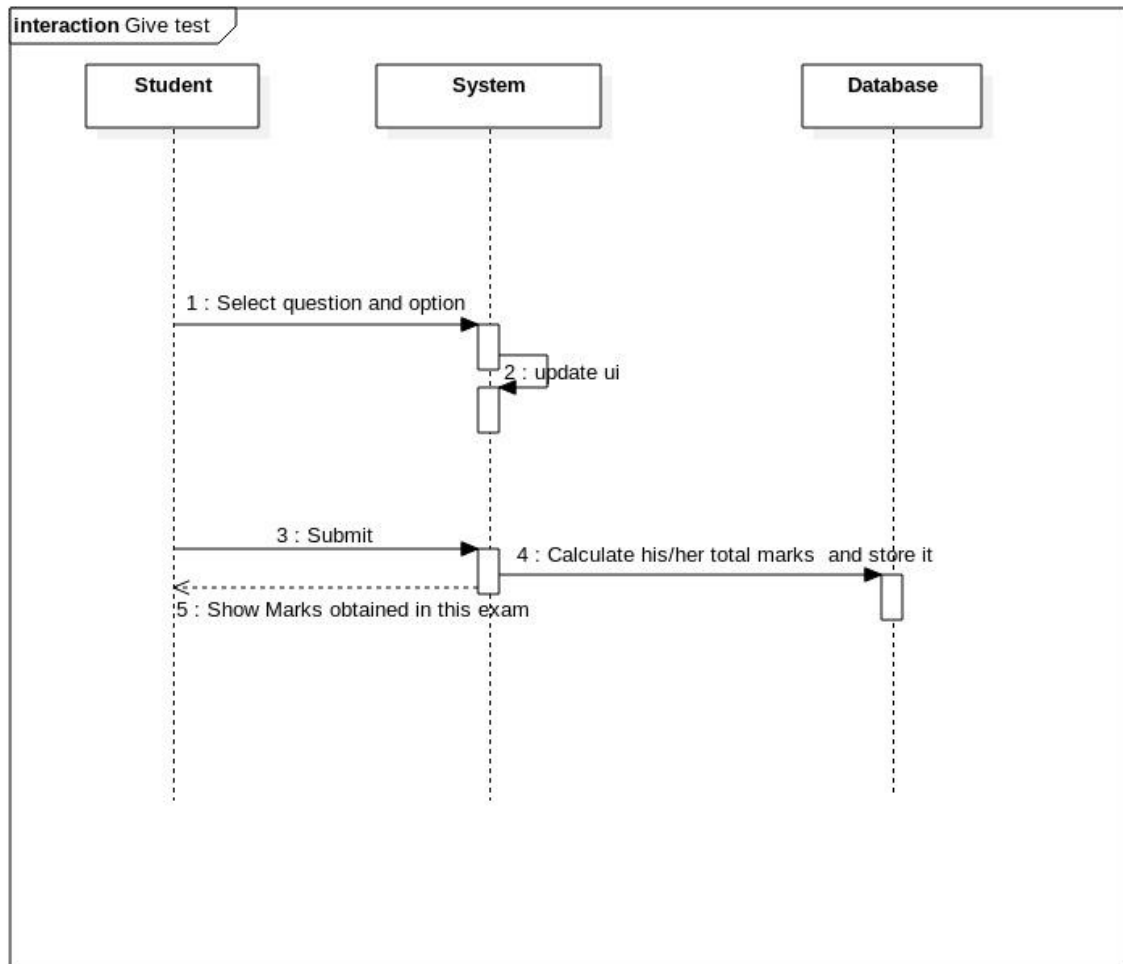 interaction Give test
Student
System
Database
1 : Select question and option
2 : update ui
3 : Submit
4 : Calculate his/her total marks  and store it
5 : Show Marks obtained in this exam